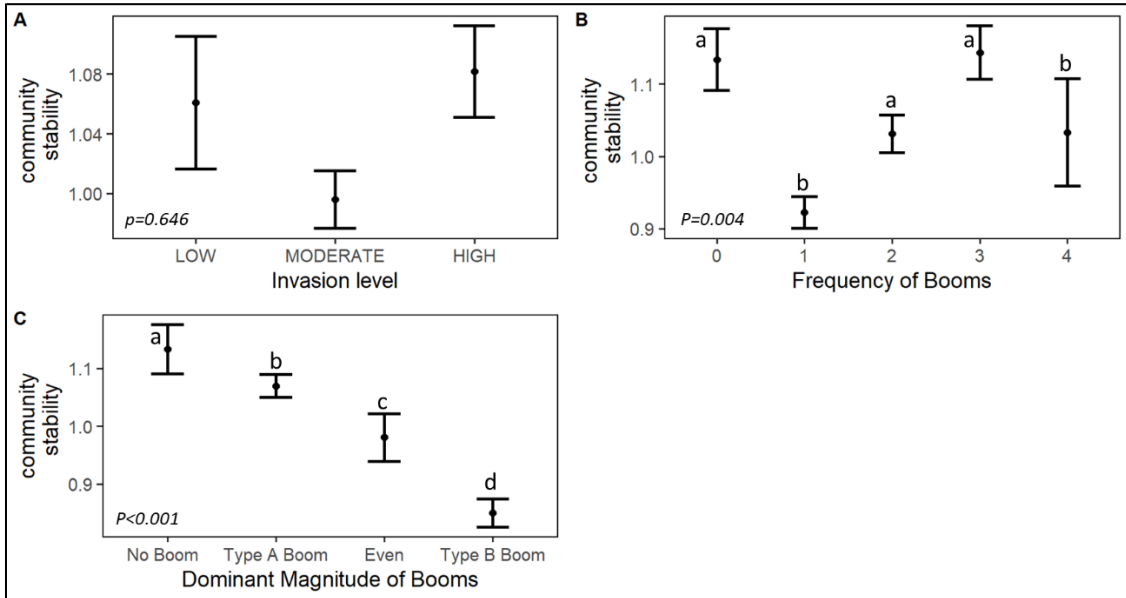 A
community
stability
1.08
1.04
1.00
p=0.646
LOW MODERATE HIGH
Invasion level
B
community
stability
1.1
1.0
0.9
a
b
a
a
b
P=0.004
0 1 2 3 4
Frequency of Booms
C
community
stability
1.1
1.0
0.9
a
b
c
d
P<0.001
No Boom Type A Boom Even Type B Boom
Dominant Magnitude of Booms